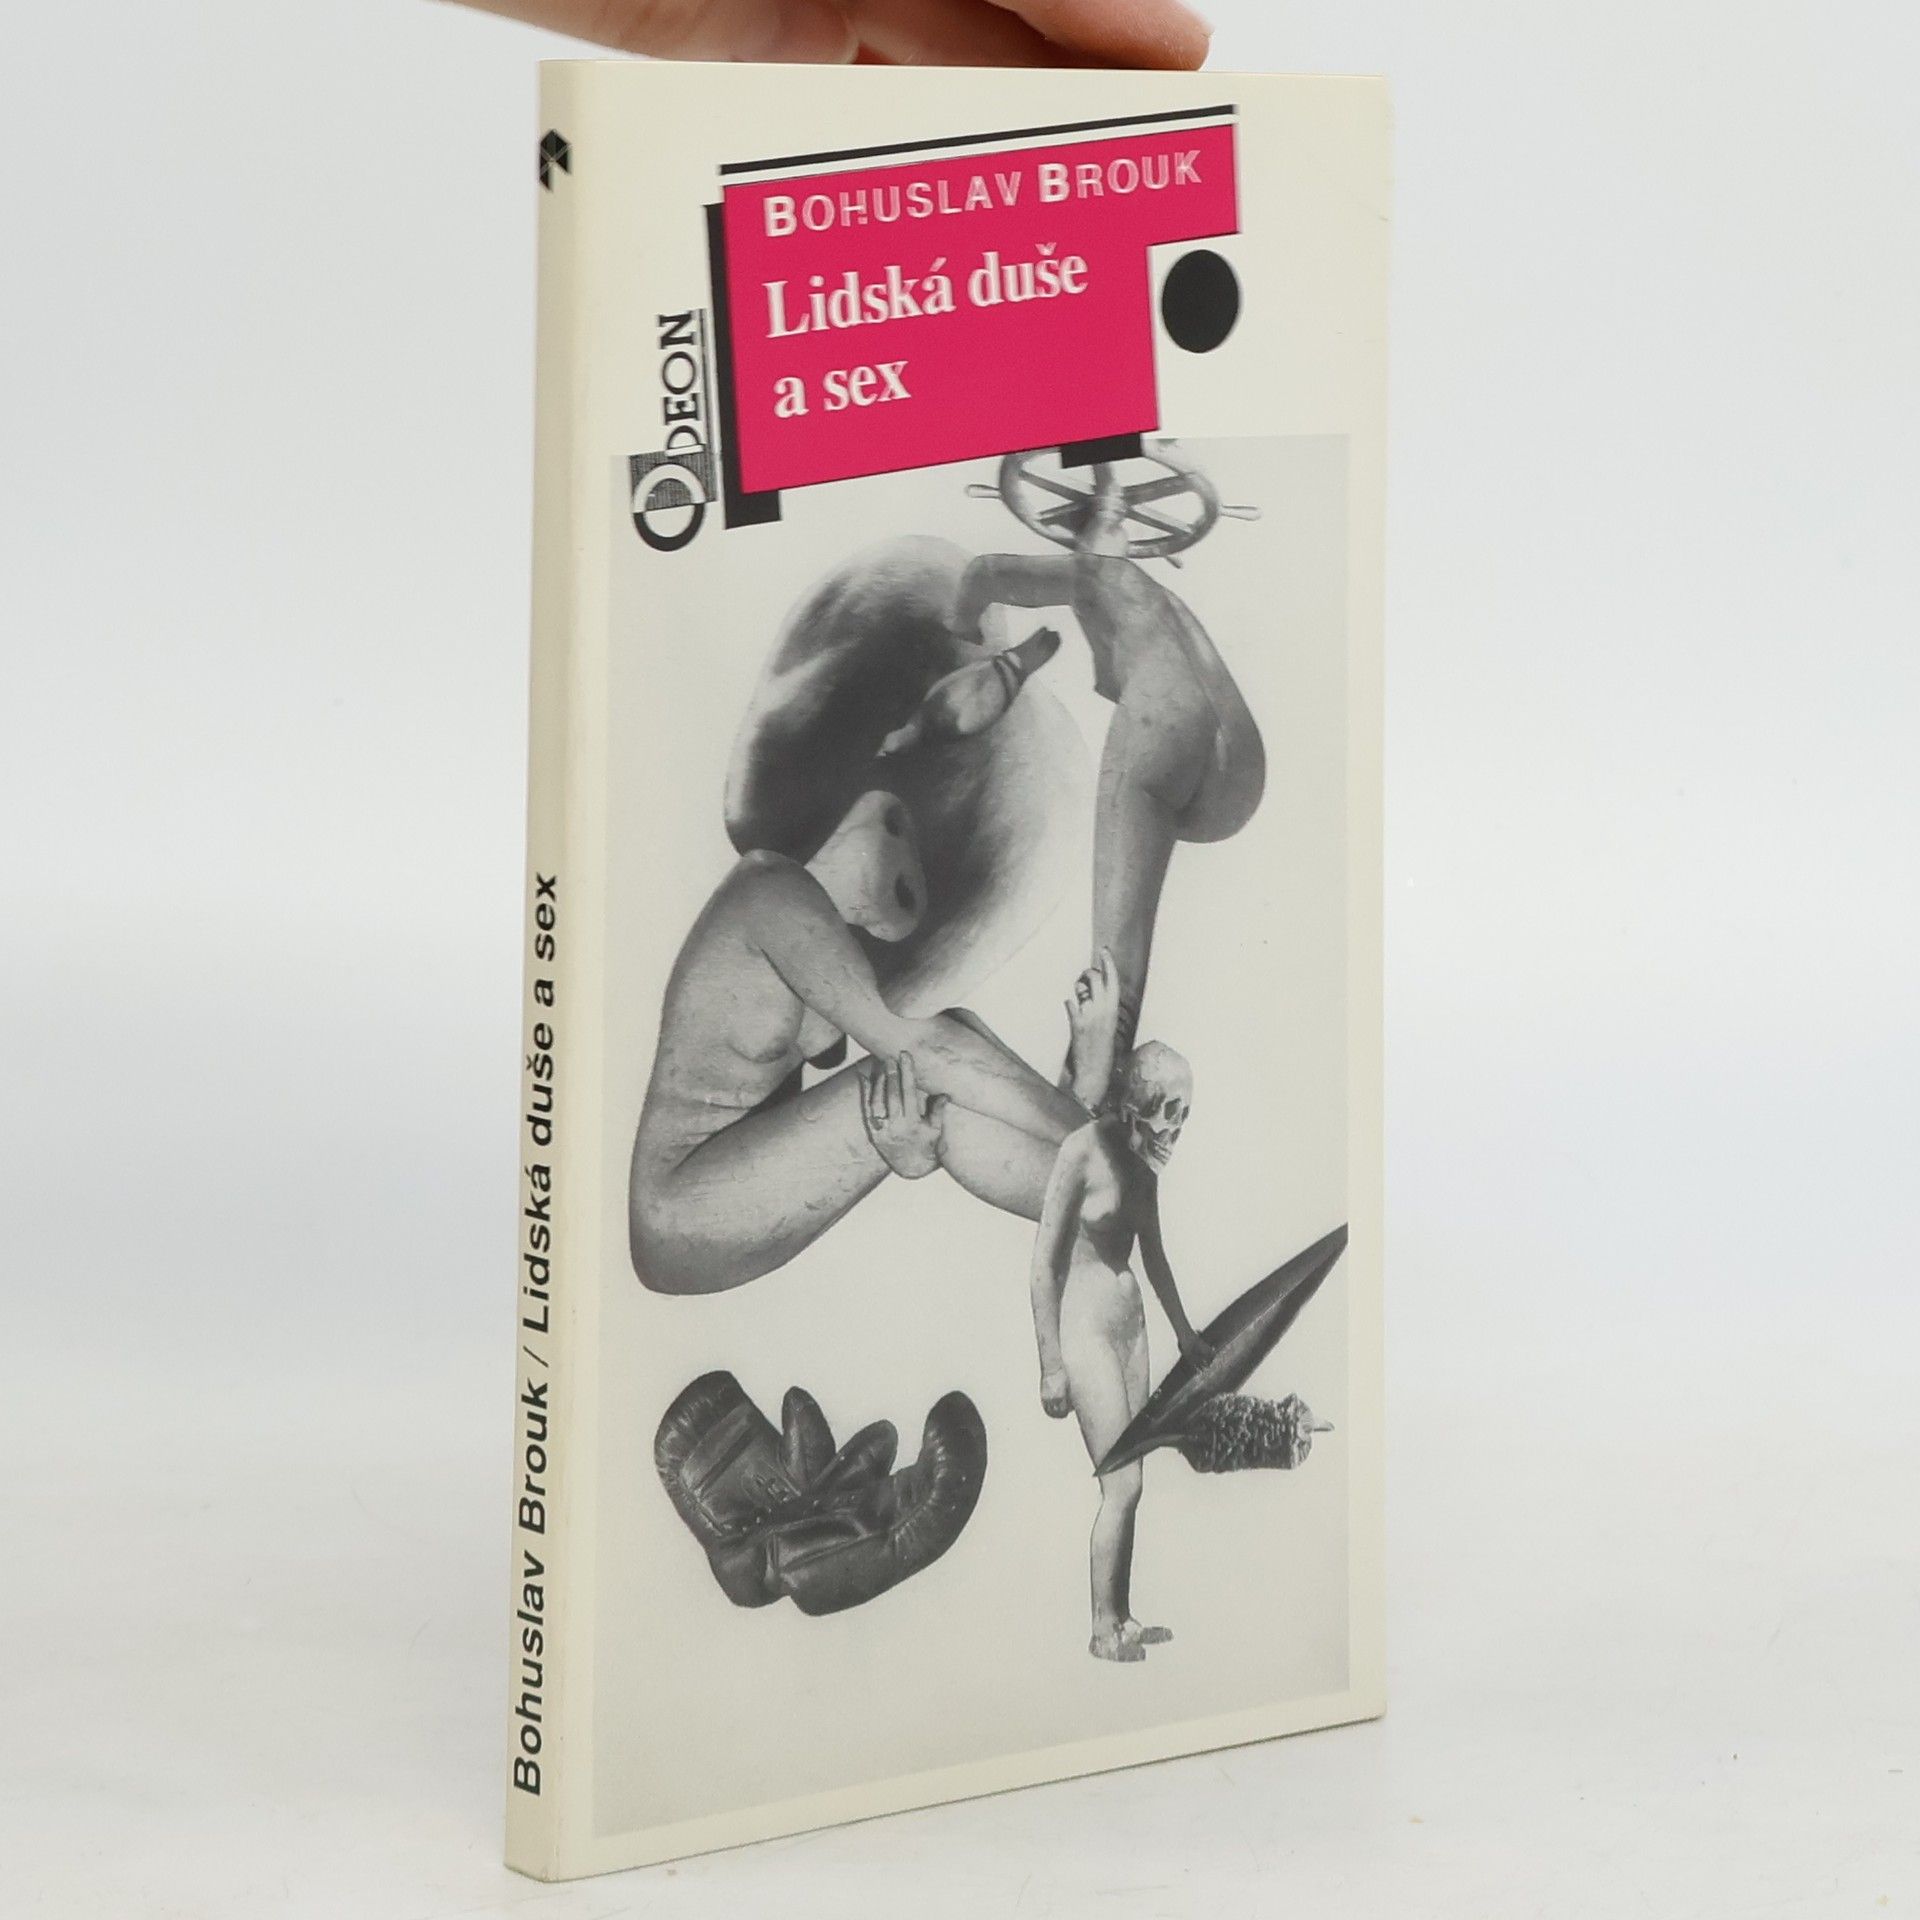 BOHUSLAV BROUK
Lidská duše
a sex
ODEON
Bohuslav Brouk / Lidská duše a sex